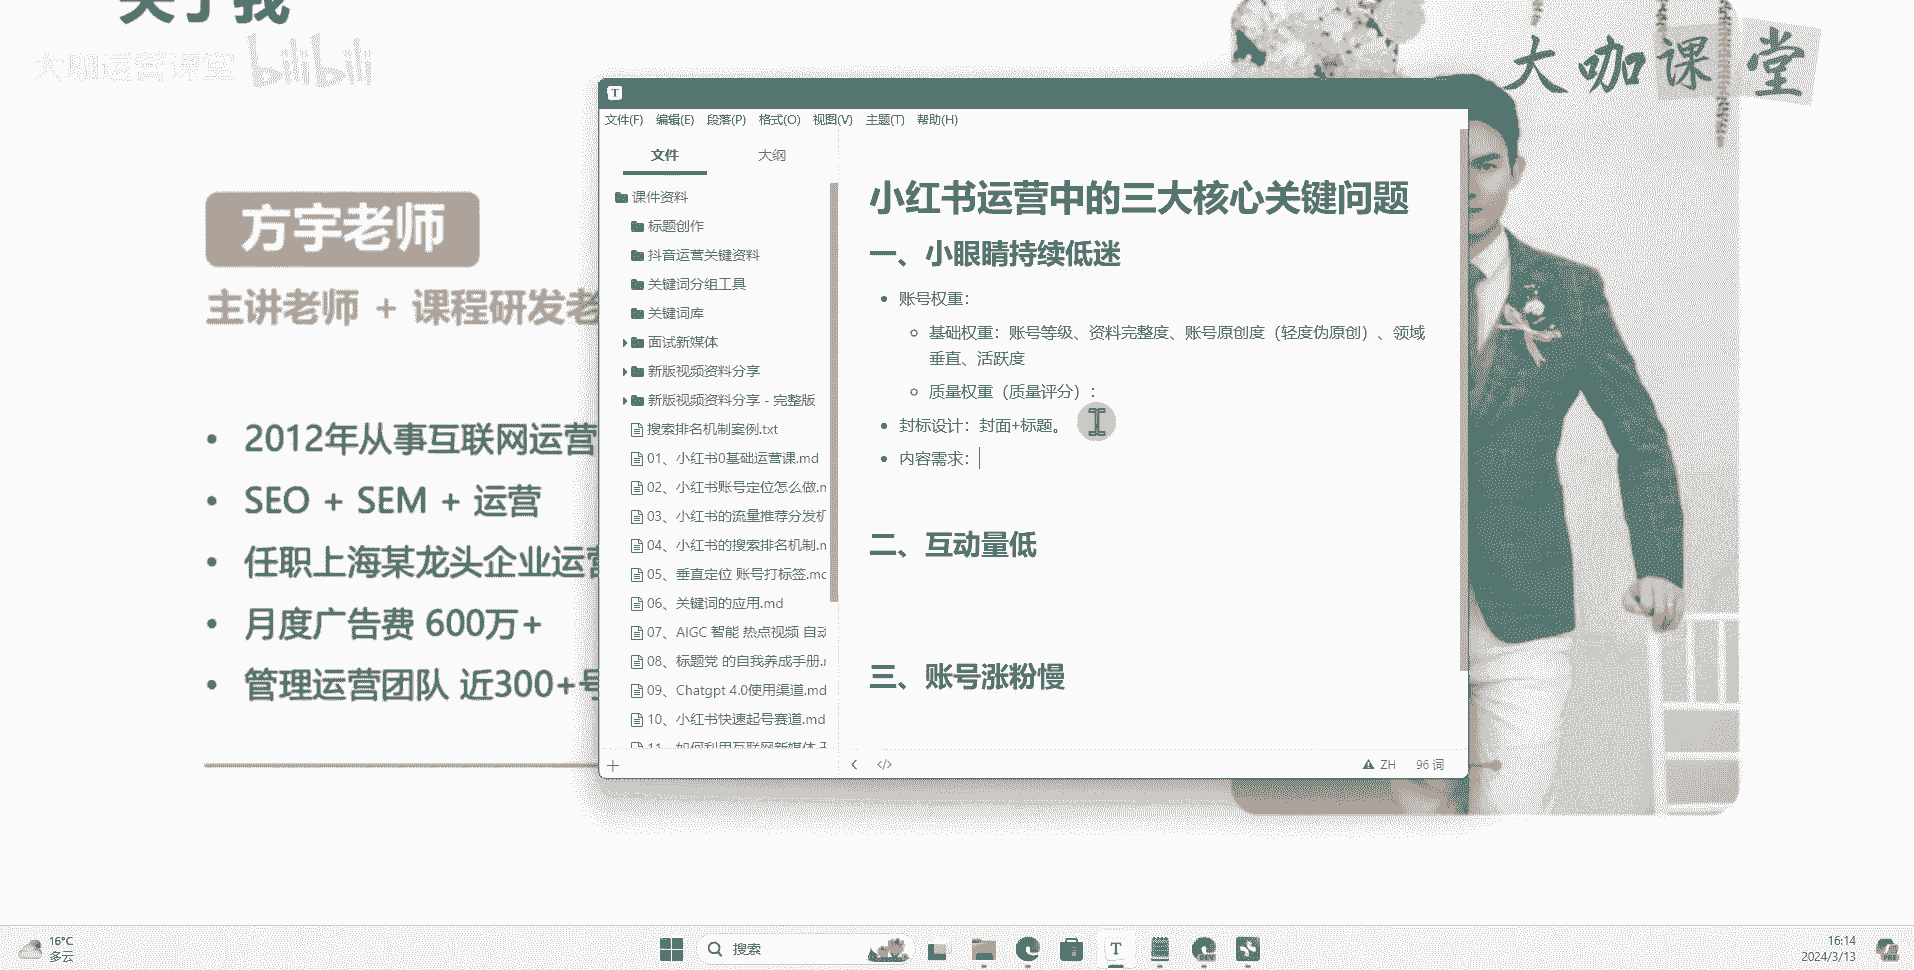 关于我
大咖运营课堂 bilibili
大咖课堂
方宇老师
主讲老师 + 课程研发老
2012年从事互联网运营
SEO + SEM + 运营
任职上海某龙头企业运营
月度广告费 600万+
管理运营团队 近300+号
T
文件(F) 编辑(E) 段落(P) 格式(O) 视图(V) 主题(T) 帮助(H)
文件 大纲
课件资料
标题创作
抖音运营关键资料
关键词分组工具
关键词库
面试新媒体
新版视频资料分享
新版视频资料分享 - 完整版
搜索排名机制案例.txt
01、小红书0基础运营课.md
02、小红书账号定位怎么做.m
03、小红书的流量推荐分发机
04、小红书的搜索排名机制.m
05、垂直定位 账号打标签.mc
06、关键词的应用.md
07、AIGC 智能 热点视频 自动
08、标题党 的自我养成手册.
09、Chatgpt 4.0使用渠道.md
10、小红书快速起号赛道.md
11、如何利用互联网新媒体
小红书运营中的三大核心关键问题
一、小眼睛持续低迷
账号权重：
基础权重：账号等级、资料完整度、账号原创度（轻度伪原创）、领域
垂直、活跃度
质量权重（质量评分）：
封标设计：封面+标题。
内容需求：
二、互动量低
三、账号涨粉慢
ZH 96 词
16°C
多云
搜索
T
DEV
16:14
2024/3/13
PRE